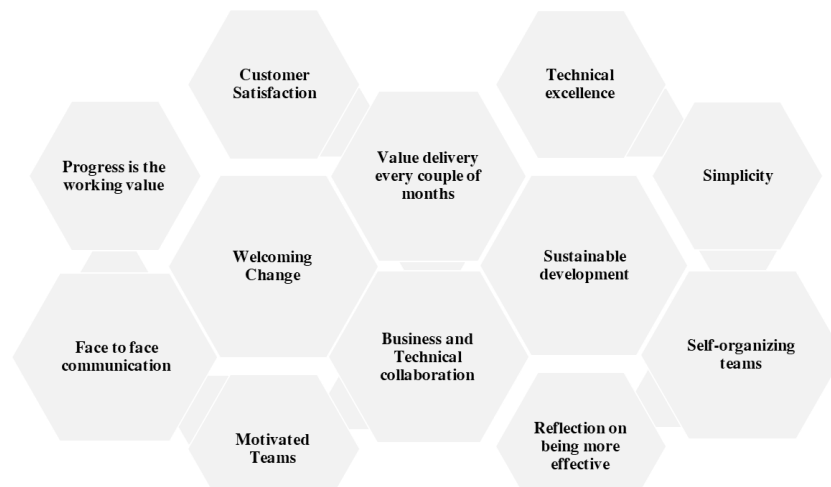 Customer
Satisfaction
Technical
excellence
Progress is the
working value
Value delivery
every couple of
months
Simplicity
Welcoming
Change
Sustainable
development
Face to face
communication
Business and
Technical
collaboration
Self-organizing
teams
Motivated
Teams
Reflection on
being more
effective